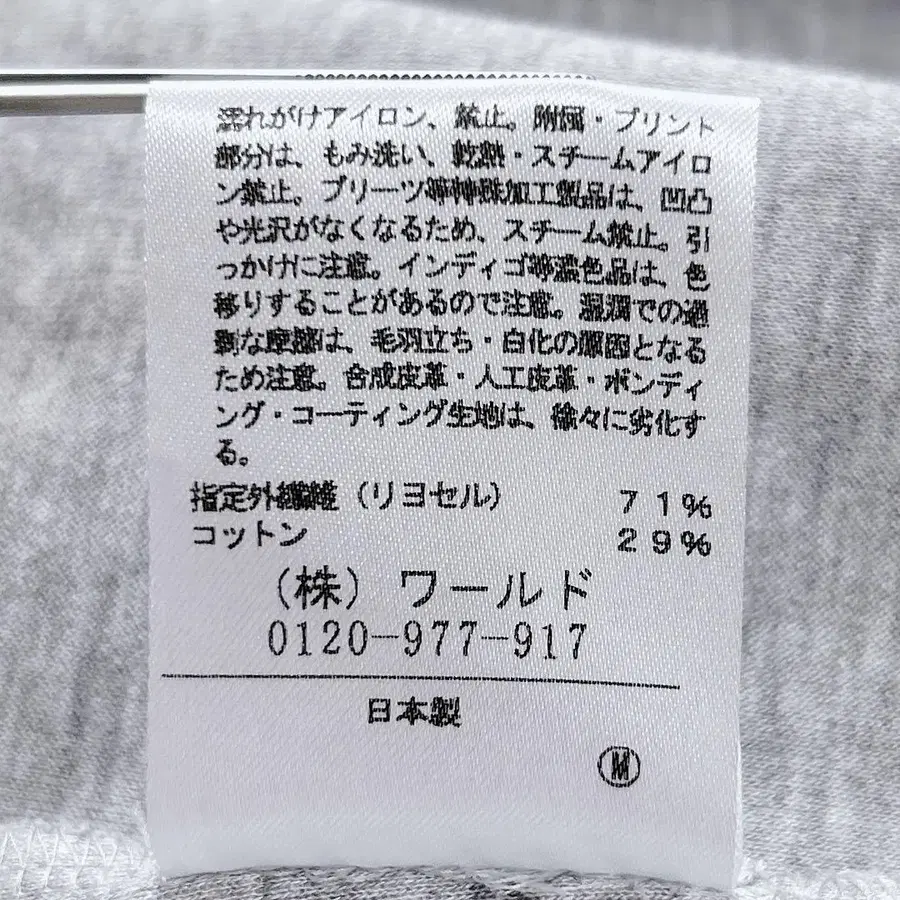 濡れがけアイロン、禁止。附属・プリント
部分は、もみ洗い、乾熱・スチームアイロ
ン禁止。プリーツ等特殊加工製品は、凹凸
や光沢がなくなるため、スチーム禁止。引
っかけに注意。インディゴ等濃色品は、色
移りすることがあるので注意。湿潤での過
剰な摩擦は、毛羽立ち・白化の原因となる
ため注意。合成皮革・人工皮革・ボンディ
ング・コーティング生地は、徐々に劣化す
る。
指定外繊維（リヨセル） 71%
コットン 29%
（株）ワールド
0120-977-917
日本製
Ⓜ